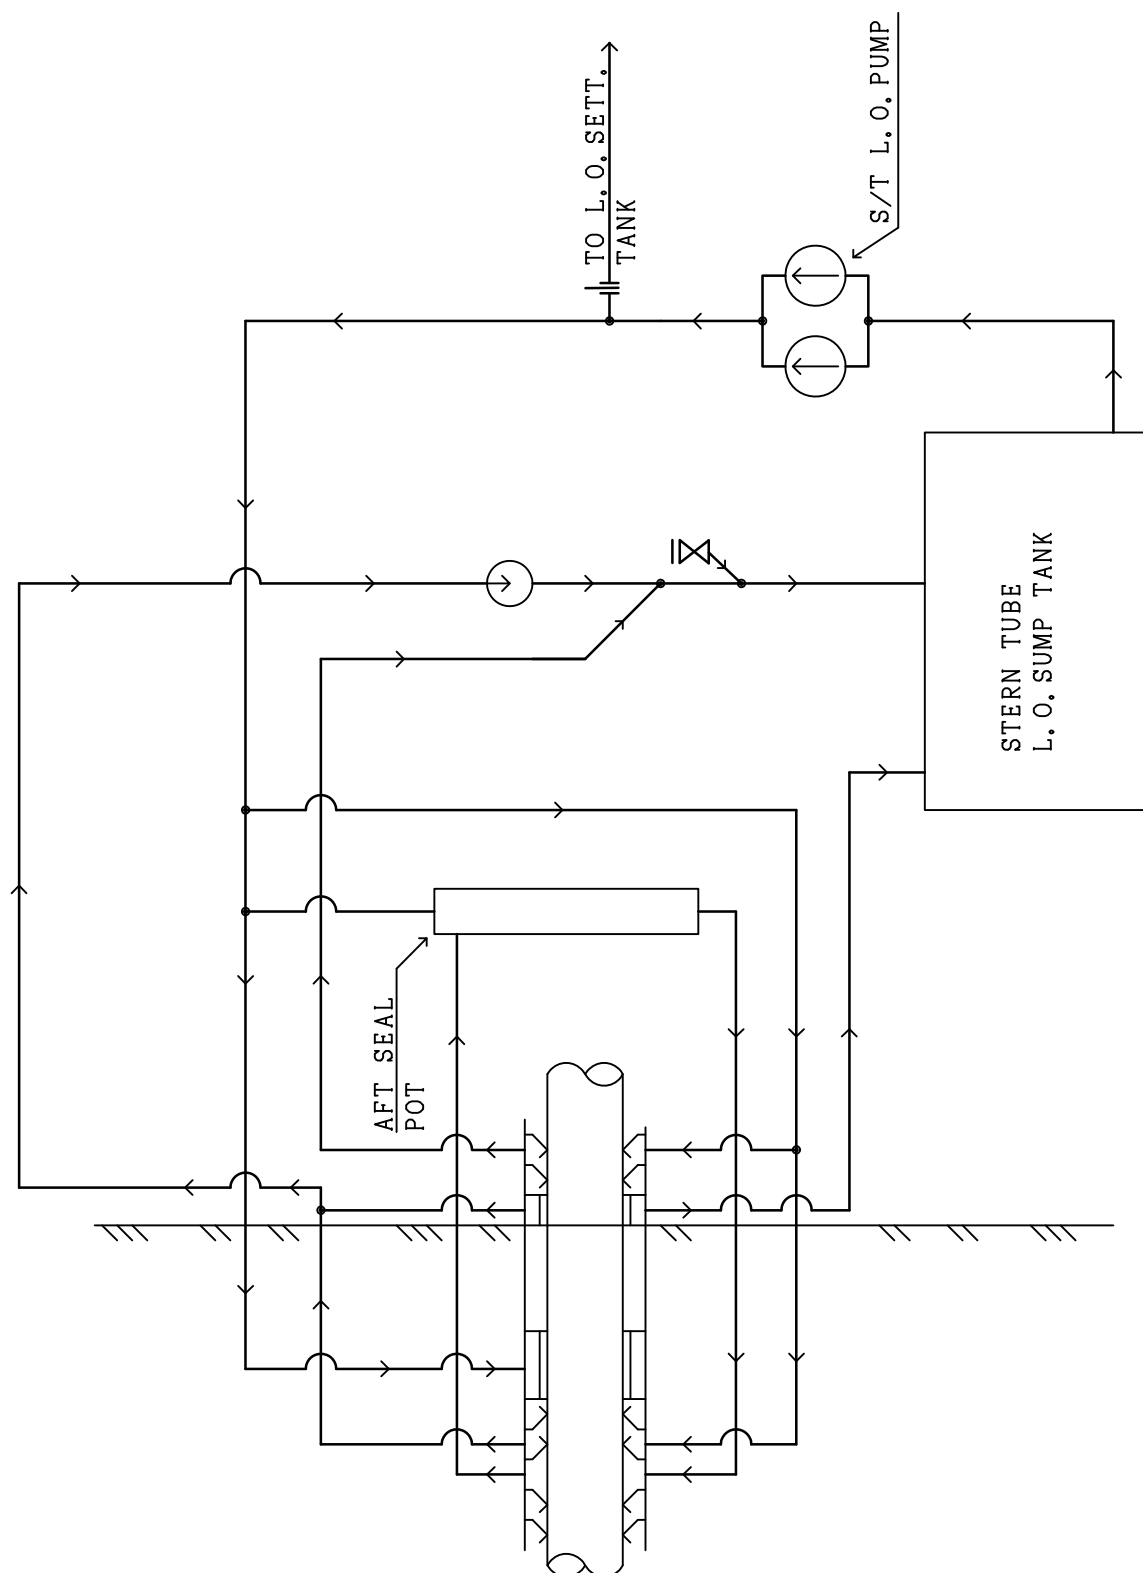 TO L.O.SETT.
TANK
S/T L.O.PUMP
STERN TUBE
L.O.SUMP TANK
AFT SEAL
POT